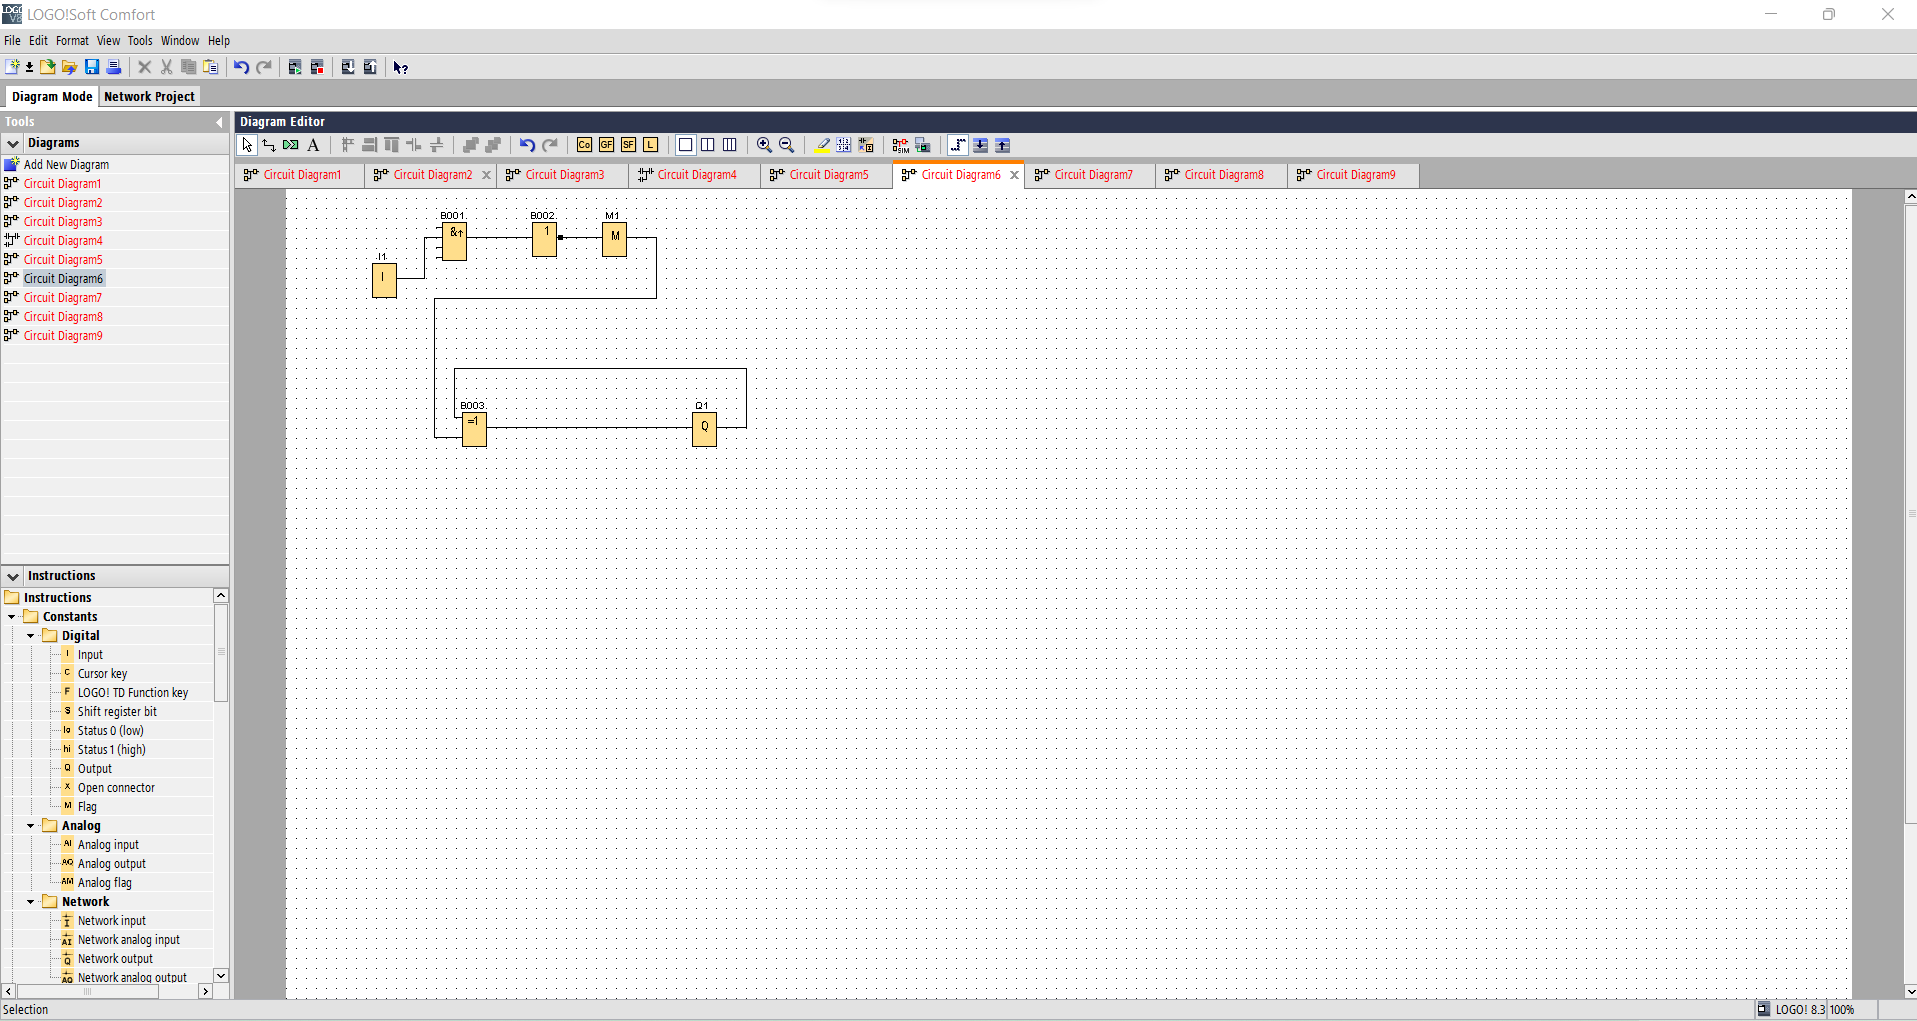 LOGO!Soft Comfort
File Edit Format View Tools Window Help
Diagram Mode Network Project
Tools
Diagrams
Add New Diagram
Circuit Diagram1
Circuit Diagram2
Circuit Diagram3
Circuit Diagram4
Circuit Diagram5
Circuit Diagram6
Circuit Diagram7
Circuit Diagram8
Circuit Diagram9
Instructions
Instructions
Constants
Digital
I Input
C Cursor key
F LOGO! TD Function key
S Shift register bit
lo Status 0 (low)
hi Status 1 (high)
Q Output
X Open connector
M Flag
Analog
AI Analog input
AQ Analog output
AM Analog flag
Network
I Network input
AI Network analog input
Q Network output
AQ Network analog output
Diagram Editor
A Co GF SF L SIM
Circuit Diagram1 Circuit Diagram2 Circuit Diagram3 Circuit Diagram4 Circuit Diagram5 Circuit Diagram6 Circuit Diagram7 Circuit Diagram8 Circuit Diagram9
B001 B002 M1
&↑ 1 M
I1
I
B003 Q1
=1 Q
Selection
LOGO! 8.3 100%